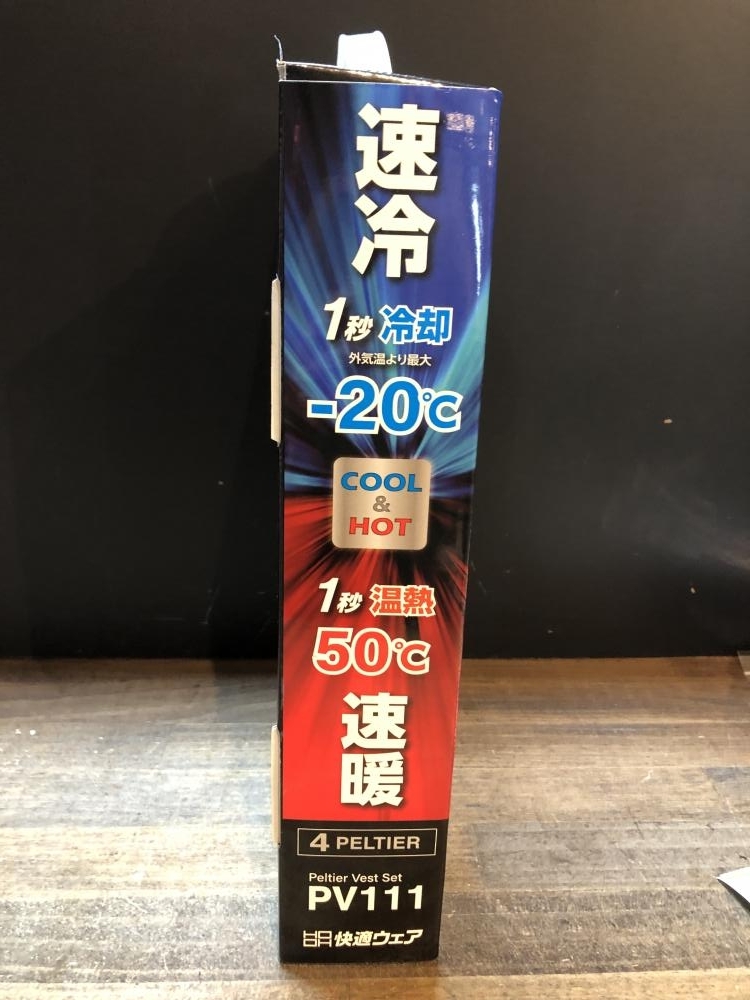 速冷
1秒 冷却
外気温より最大
-20℃
COOL
&
HOT
1秒 温熱
50℃
速暖
4 PELTIER
Peltier Vest Set
PV111
快適ウェア